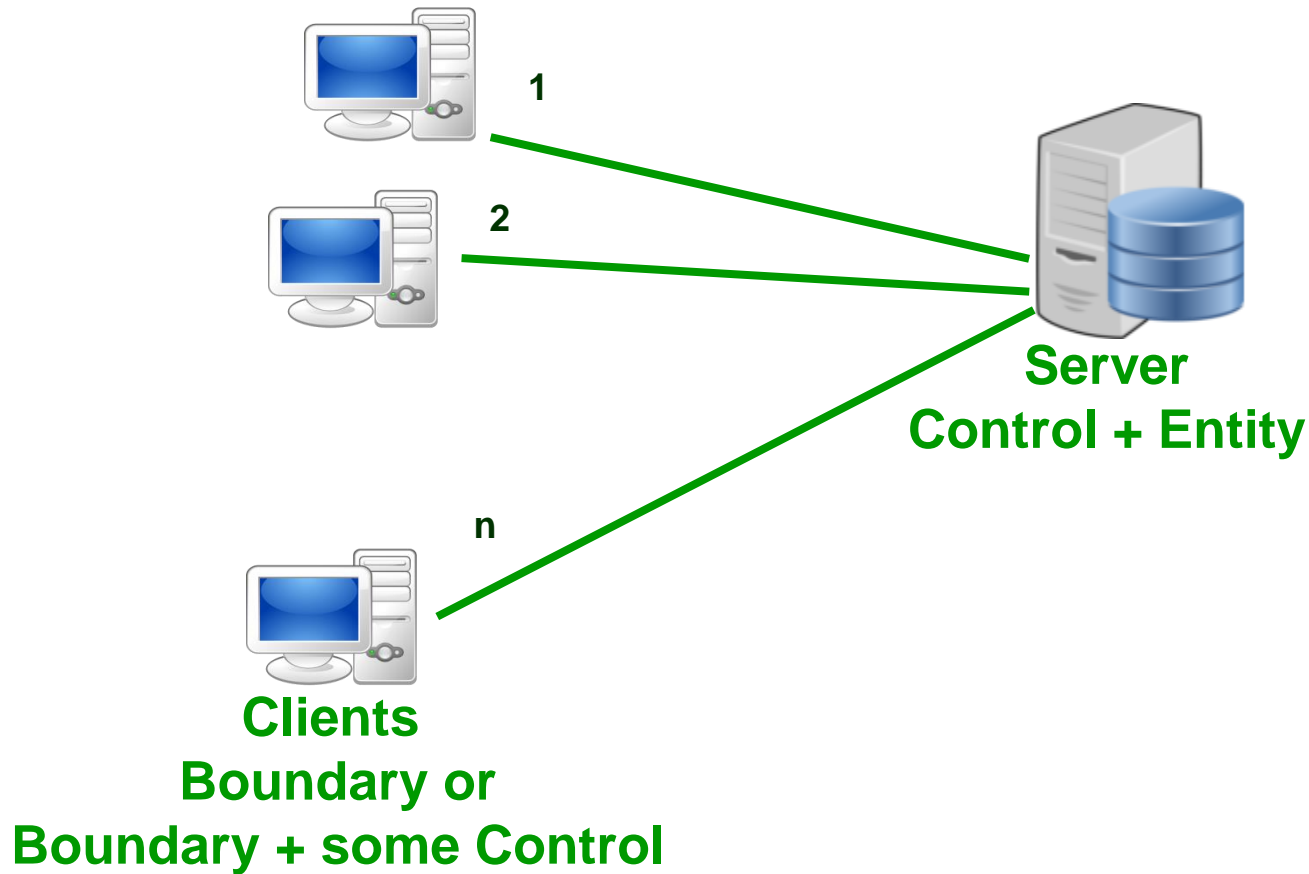 1
2
Server
Control + Entity
n
Clients
Boundary or
Boundary + some Control